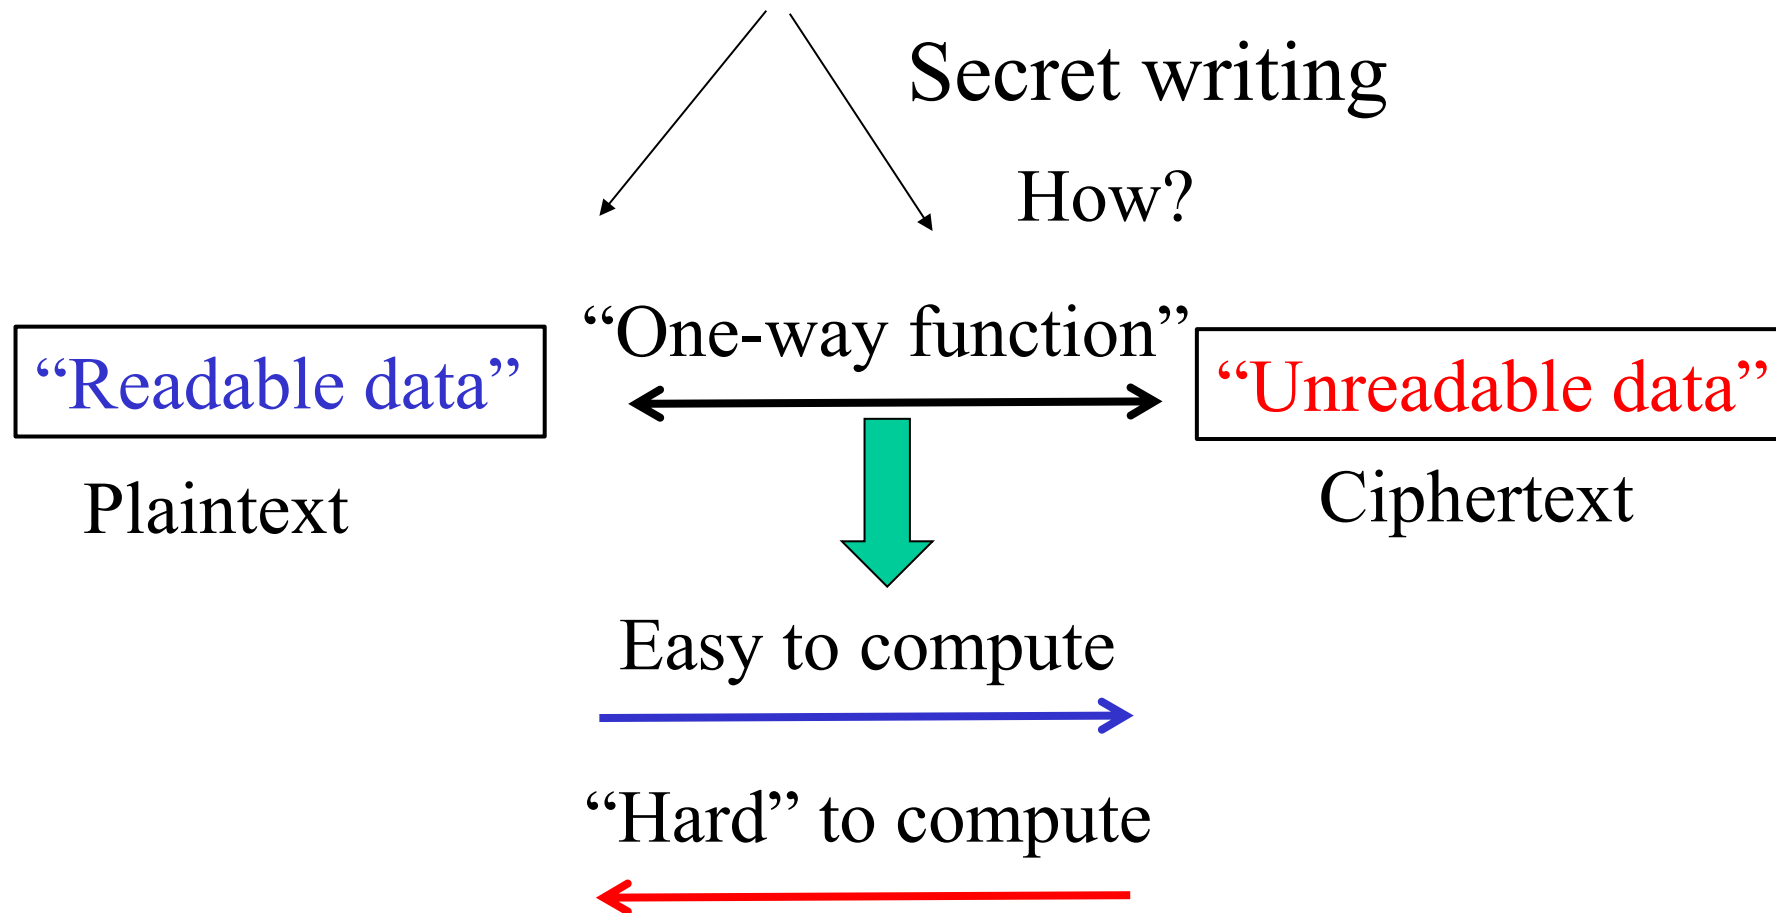 Secret writing
How?
“One-way function”
“Readable data”
“Unreadable data”
Plaintext
Ciphertext
Easy to compute
“Hard” to compute